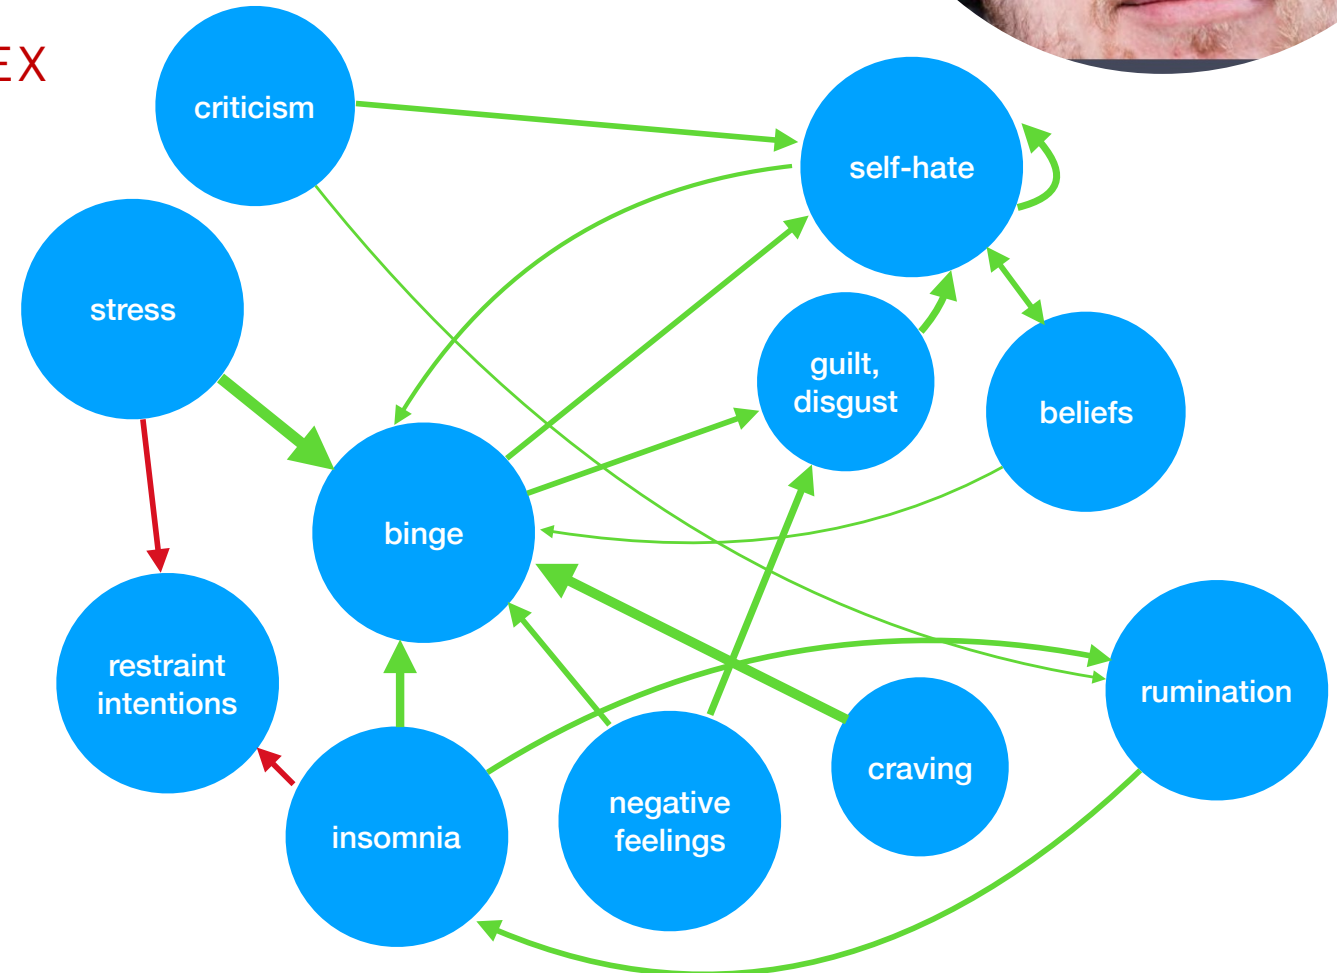 EX
criticism
self-hate
stress
guilt,
disgust
beliefs
binge
restraint
intentions
rumination
craving
negative
feelings
insomnia